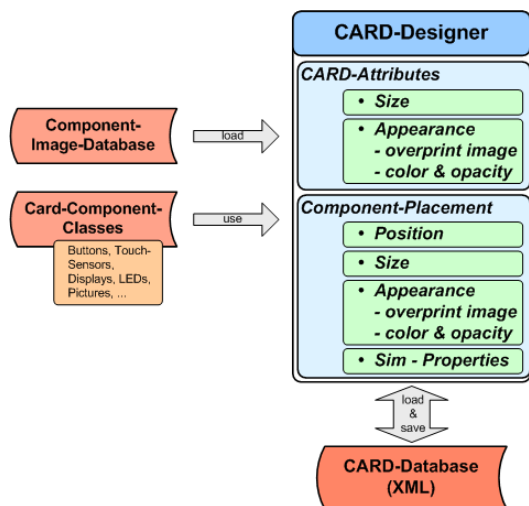 CARD-Designer
CARD-Attributes
• Size
• Appearance
- overprint image
- color & opacity
Component-
Image-Database
load
Card-Component-
Classes
Buttons, Touch-
Sensors,
Displays, LEDs,
Pictures, ...
use
Component-Placement
• Position
• Size
• Appearance
- overprint image
- color & opacity
• Sim - Properties
load
&
save
CARD-Database
(XML)